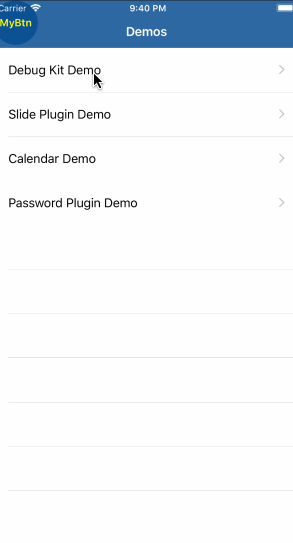 Carrier 9:40 PM
MyBtn
Demos
Debug Kit Demo
Slide Plugin Demo
Calendar Demo
Password Plugin Demo